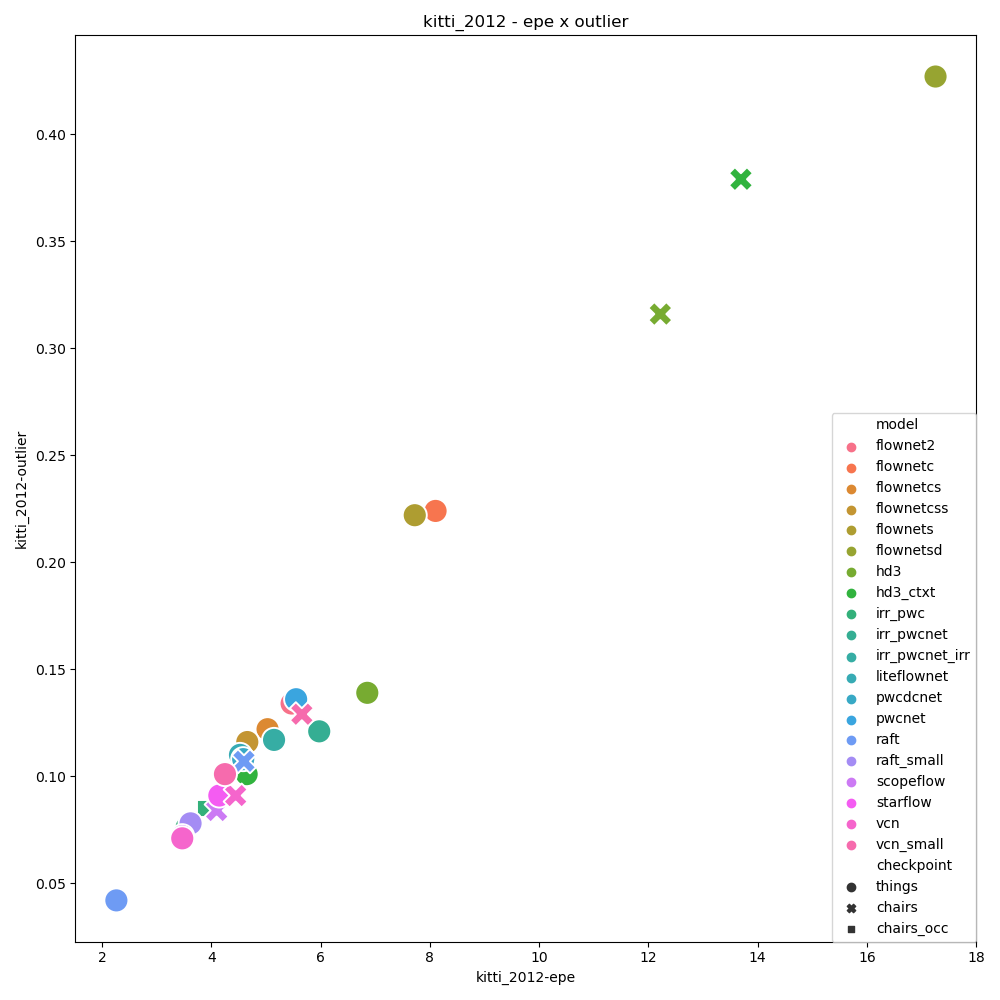 kitti_2012 - epe x outlier
0.40
0.35
0.30
0.25
0.20
0.15
0.10
0.05
kitti_2012-outlier
model
flownet2
flownetc
flownetcs
flownetcss
flownets
flownetsd
hd3
hd3_ctxt
irr_pwc
irr_pwcnet
irr_pwcnet_irr
liteflownet
pwcdcnet
pwcnet
raft
raft_small
scopeflow
starflow
vcn
vcn_small
checkpoint
things
chairs
chairs_occ
2 4 6 8 10 12 14 16 18
kitti_2012-epe